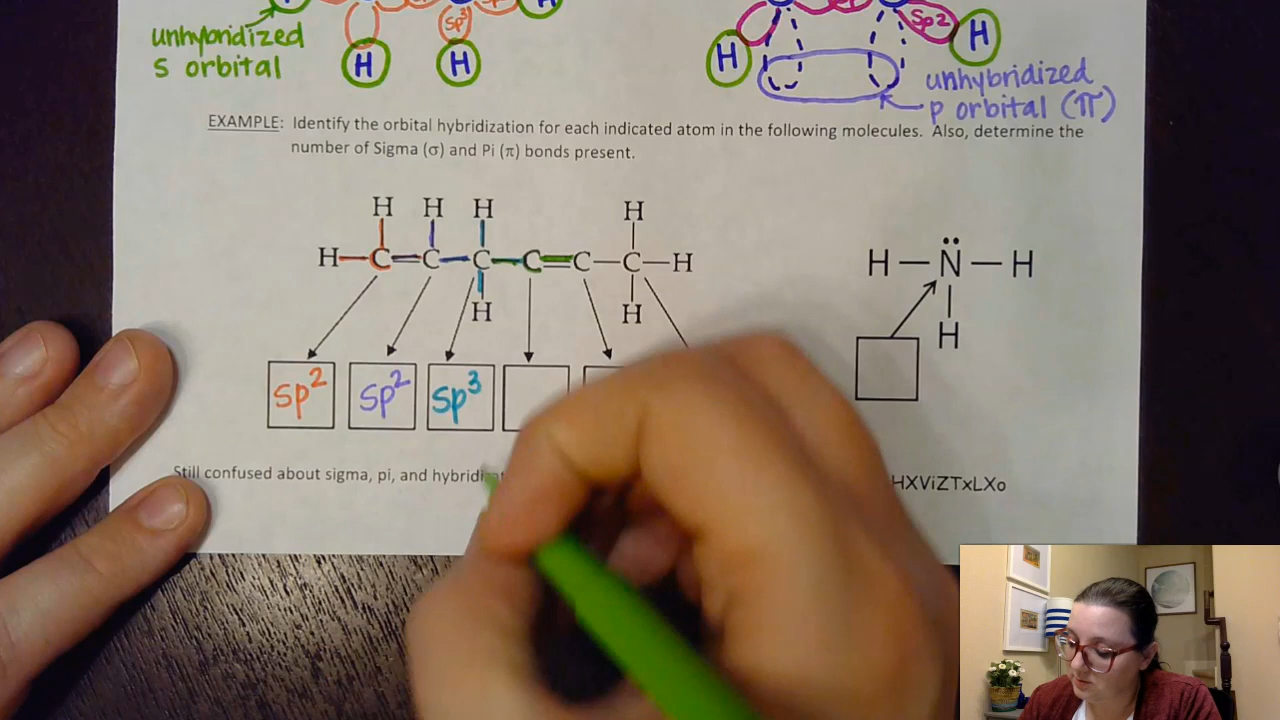 unhybridized
s orbital
H
H
sp³
H
H
sp2
unhybridized
p orbital (π)
EXAMPLE: Identify the orbital hybridization for each indicated atom in the following molecules. Also, determine the
number of Sigma (σ) and Pi (π) bonds present.
H H H H
H—C=C—C—C≡C—C—H
H H
H—N—H
H
sp² sp² sp³
Still confused about sigma, pi, and
HXViZTxLXo